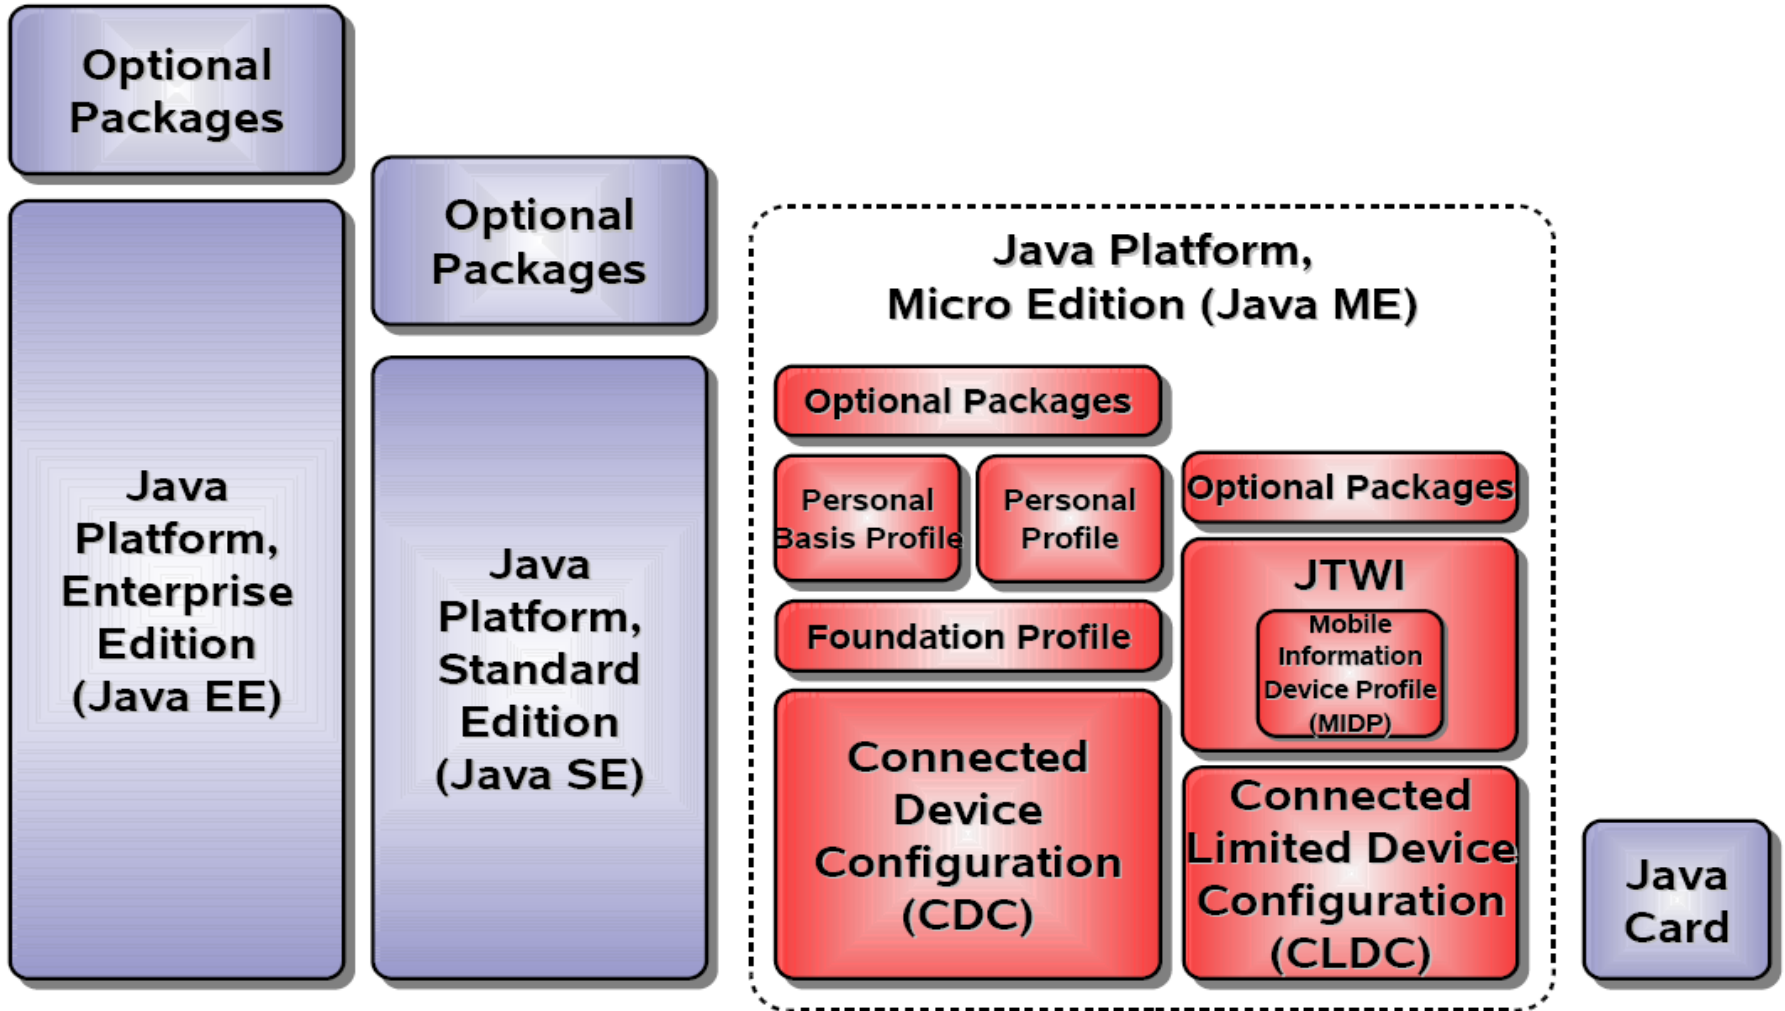 Optional
Packages
Java
Platform,
Enterprise
Edition
(Java EE)
Optional
Packages
Java
Platform,
Standard
Edition
(Java SE)
Java Platform,
Micro Edition (Java ME)
Optional Packages
Personal
Basis Profile
Personal
Profile
Foundation Profile
Connected
Device
Configuration
(CDC)
Optional Packages
JTWI
Mobile
Information
Device Profile
(MIDP)
Connected
Limited Device
Configuration
(CLDC)
Java
Card